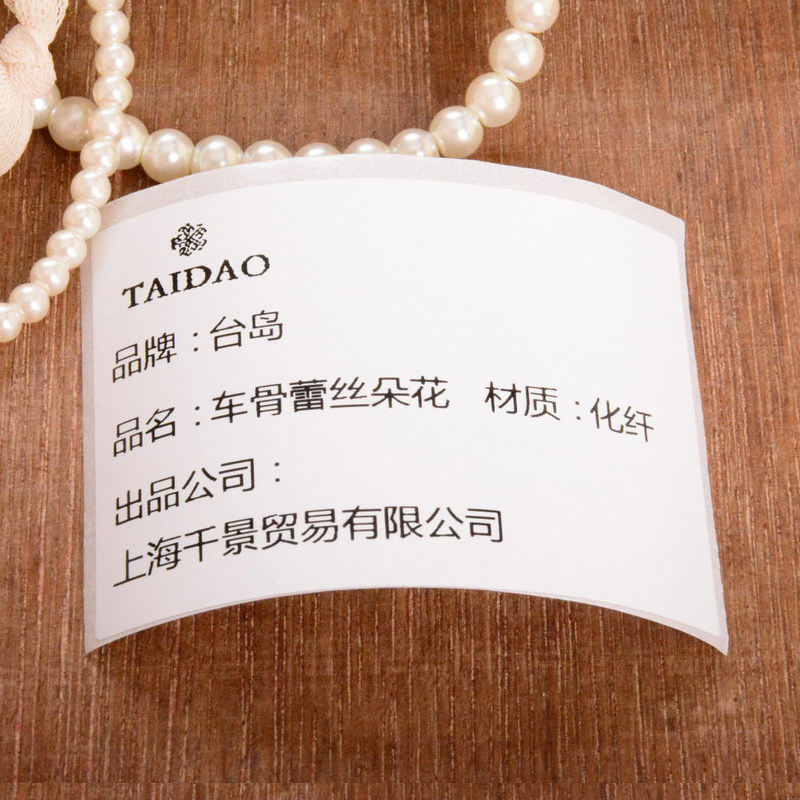 TAIDAO
品牌：台岛
品名：车骨蕾丝朵花 材质：化纤
出品公司：
上海千景贸易有限公司